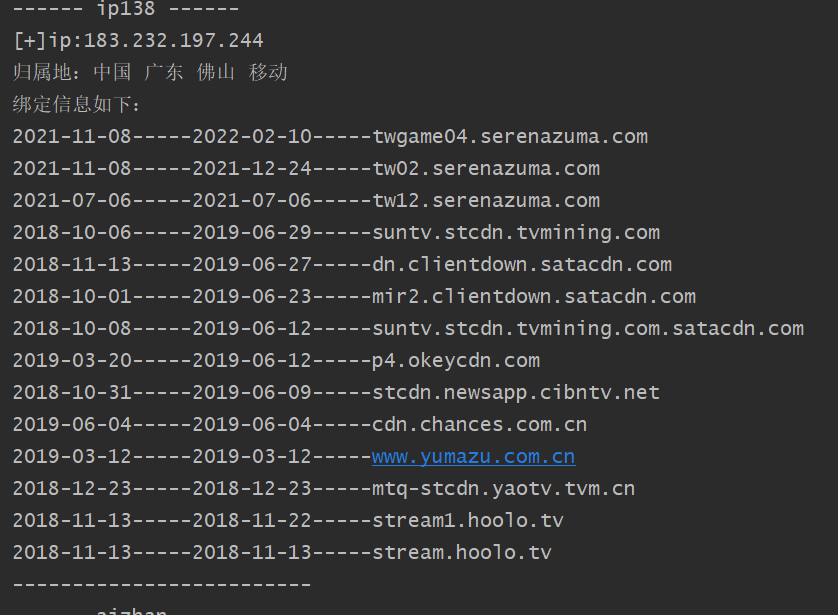 ------ ip138 ------
[+]ip:183.232.197.244
归属地：中国 广东 佛山 移动
绑定信息如下：
2021-11-08-----2022-02-10-----twgame04.serenazuma.com
2021-11-08-----2021-12-24-----tw02.serenazuma.com
2021-07-06-----2021-07-06-----tw12.serenazuma.com
2018-10-06-----2019-06-29-----suntv.stcdn.tvmining.com
2018-11-13-----2019-06-27-----dn.clientdown.satacdn.com
2018-10-01-----2019-06-23-----mir2.clientdown.satacdn.com
2018-10-08-----2019-06-12-----suntv.stcdn.tvmining.com.satacdn.com
2019-03-20-----2019-06-12-----p4.okeycdn.com
2018-10-31-----2019-06-09-----stcdn.newsapp.cibntv.net
2019-06-04-----2019-06-04-----cdn.chances.com.cn
2019-03-12-----2019-03-12-----www.yumazu.com.cn
2018-12-23-----2018-12-23-----mtq-stcdn.yaotv.tvm.cn
2018-11-13-----2018-11-22-----stream1.hoolo.tv
2018-11-13-----2018-11-13-----stream.hoolo.tv
-------------------------
aizhan